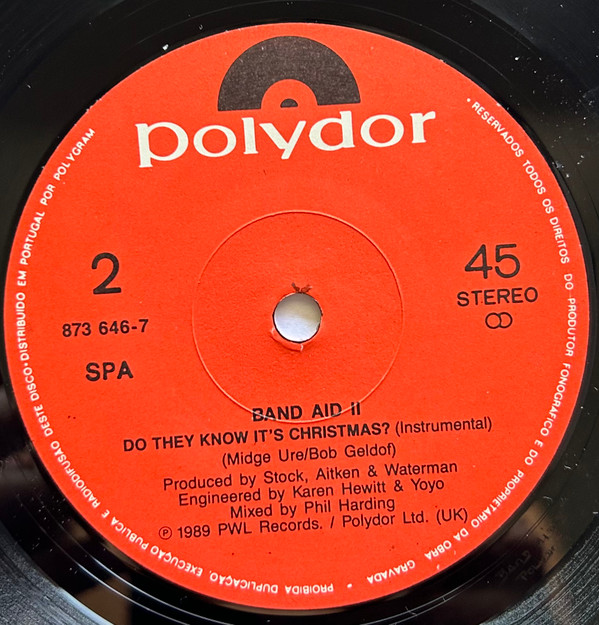 polydor
2
873 646-7
SPA
45
STEREO
BAND AID II
DO THEY KNOW IT'S CHRISTMAS? (Instrumental)
(Midge Ure/Bob Geldof)
Produced by Stock, Aitken & Waterman
Engineered by Karen Hewitt & Yoyo
Mixed by Phil Harding
℗ 1989 PWL Records. / Polydor Ltd. (UK)
• RESERVADOS TODOS OS DIREITOS DO PRODUTOR FONOGRÁFICO E DO PROPRIETÁRIO DA OBRA GRAVADA • PROIBIDA DUPLICAÇÃO, EXECUÇÃO PUBLICA E RADIODIFUSÃO DESTE DISCO • DISTRIBUIDO EM PORTUGAL POR POLYGRAM